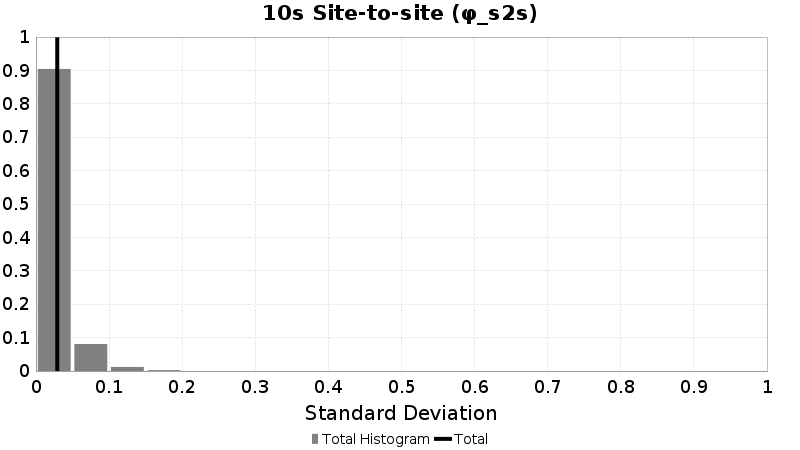 10s Site-to-site (φ_s2s)
1
0.9
0.8
0.7
0.6
0.5
0.4
0.3
0.2
0.1
0
0 0.1 0.2 0.3 0.4 0.5 0.6 0.7 0.8 0.9 1
Standard Deviation
Total Histogram Total